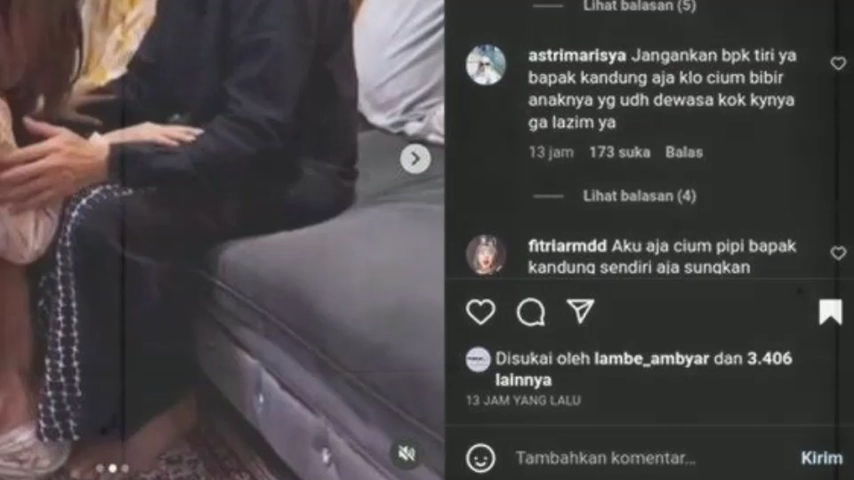 Lihat balasan (5)
astrimarisya Jangankan bpk tiri ya
bapak kandung aja klo cium bibir
anaknya yg udh dewasa kok kynya
ga lazim ya
13 jam 173 suka Balas
Lihat balasan (4)
fitriarmdd Aku aja cium pipi bapak
kandung sendiri aja sungkan
Disukai oleh lambe_ambyar dan 3.406
lainnya
13 JAM YANG LALU
Tambahkan komentar... Kirim